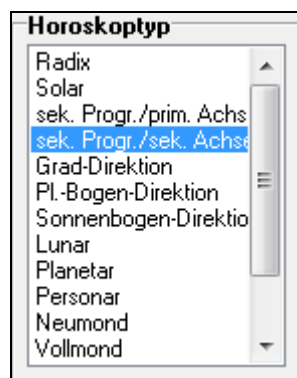 Horoskoptyp
Radix
Solar
sek. Progr./prim. Achs
sek. Progr./sek. Achse
Grad-Direktion
Pl.-Bogen-Direktion
Sonnenbogen-Direktio
Lunar
Planetar
Personar
Neumond
Vollmond